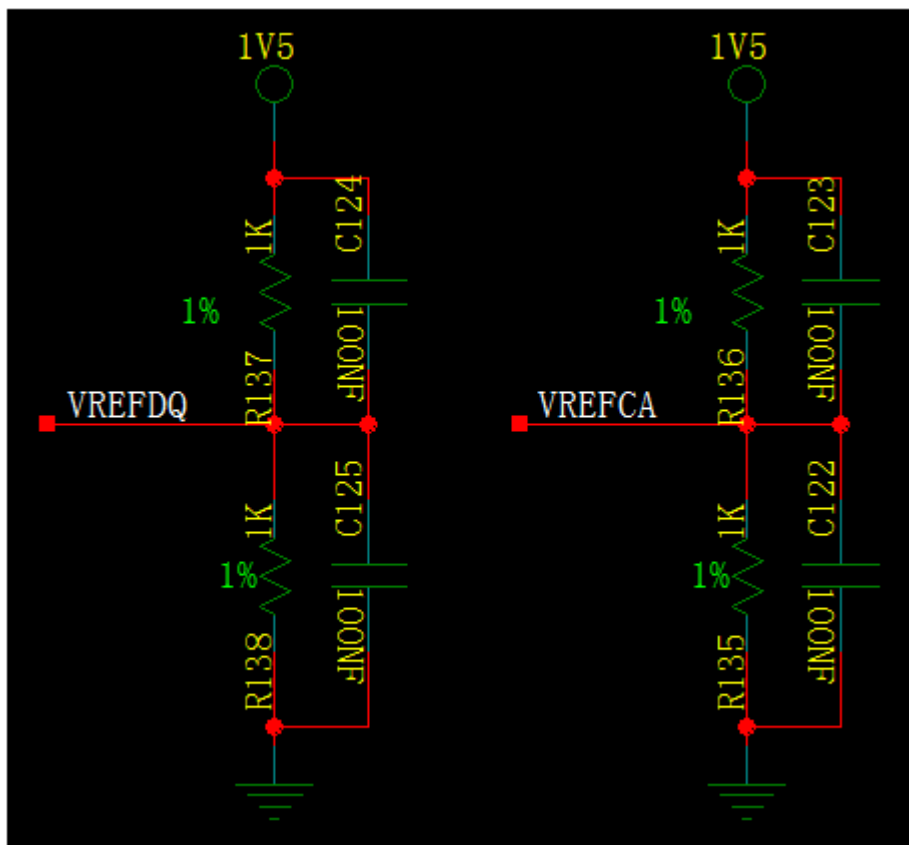 1V5
1K
C124
1%
100NF
R137
VREFDQ
1K
C125
1%
100NF
R138
1V5
1K
C123
1%
100NF
R136
VREFCA
1K
C122
1%
100NF
R135